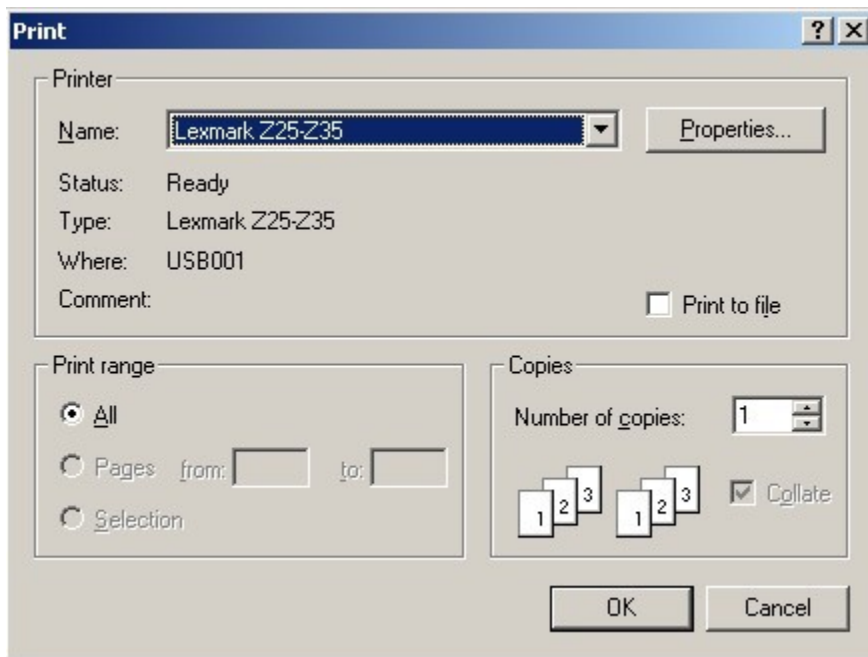 Print
Printer
Name: Lexmark Z25-Z35 Properties...
Status: Ready
Type: Lexmark Z25-Z35
Where: USB001
Comment: Print to file
Print range
All
Pages from: to:
Selection
Copies
Number of copies: 1
1 2 3 1 2 3 Collate
OK Cancel